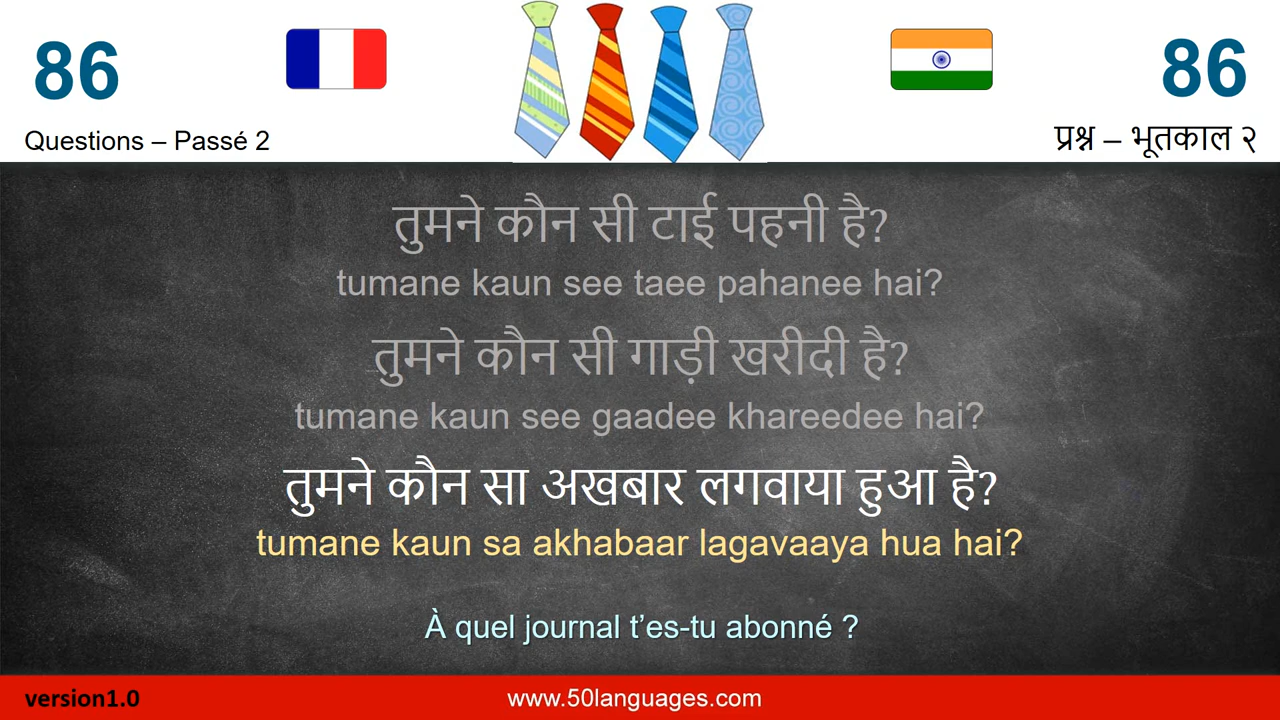 86
86
Questions – Passé 2
प्रश्न – भूतकाल २
तुमने कौन सी टाई पहनी है?
tumane kaun see taee pahanee hai?
तुमने कौन सी गाड़ी खरीदी है?
tumane kaun see gaadee khareedee hai?
तुमने कौन सा अखबार लगवाया हुआ है?
tumane kaun sa akhabaar lagavaaya hua hai?
À quel journal t’es-tu abonné ?
version1.0
www.50languages.com